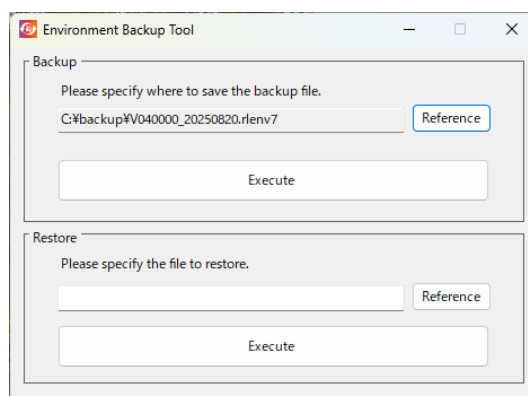 Environment Backup Tool
Backup
Please specify where to save the backup file.
C:¥backup¥V040000_20250820.rlenv7
Reference
Execute
Restore
Please specify the file to restore.
Reference
Execute